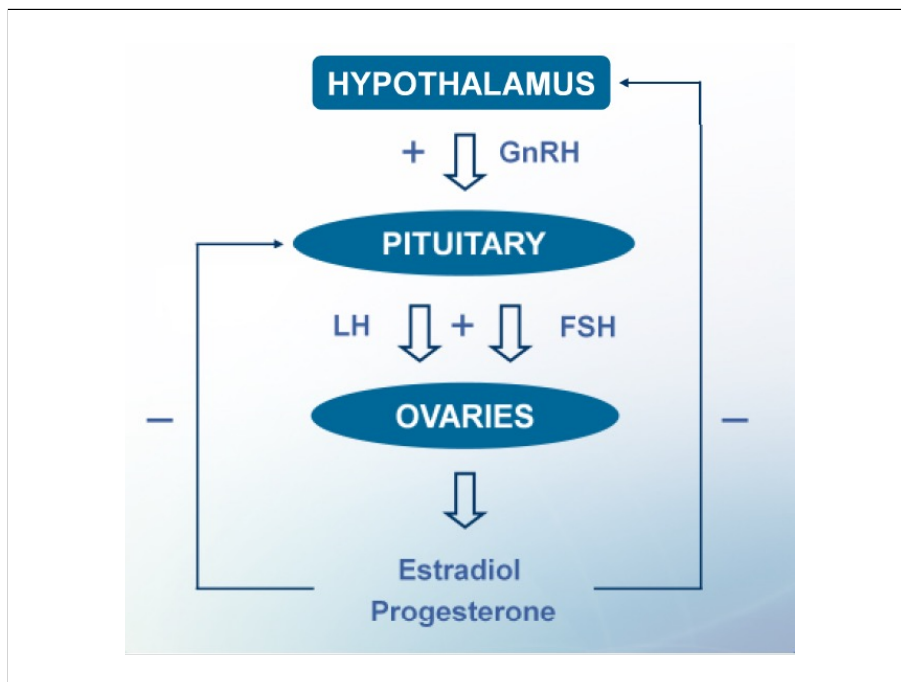 HYPOTHALAMUS
+ GnRH
PITUITARY
LH + FSH
OVARIES
– –
Estradiol
Progesterone